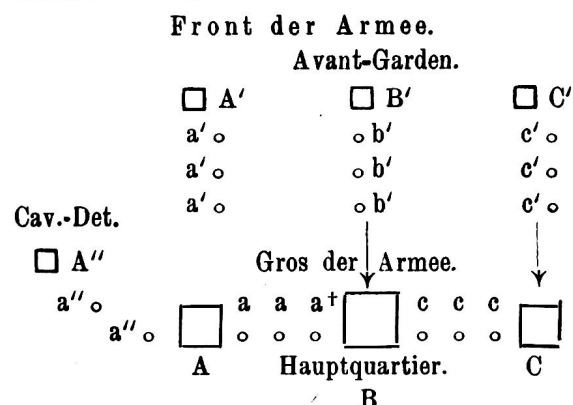 Front der Armee.
Avant-Garden.
A′ B′ C′
a′ b′ c′
a′ b′ c′
a′ b′ c′
Cav.-Det.
A″ Gros der Armee.
a″ a a a† c c c
a″
A Hauptquartier. C
B